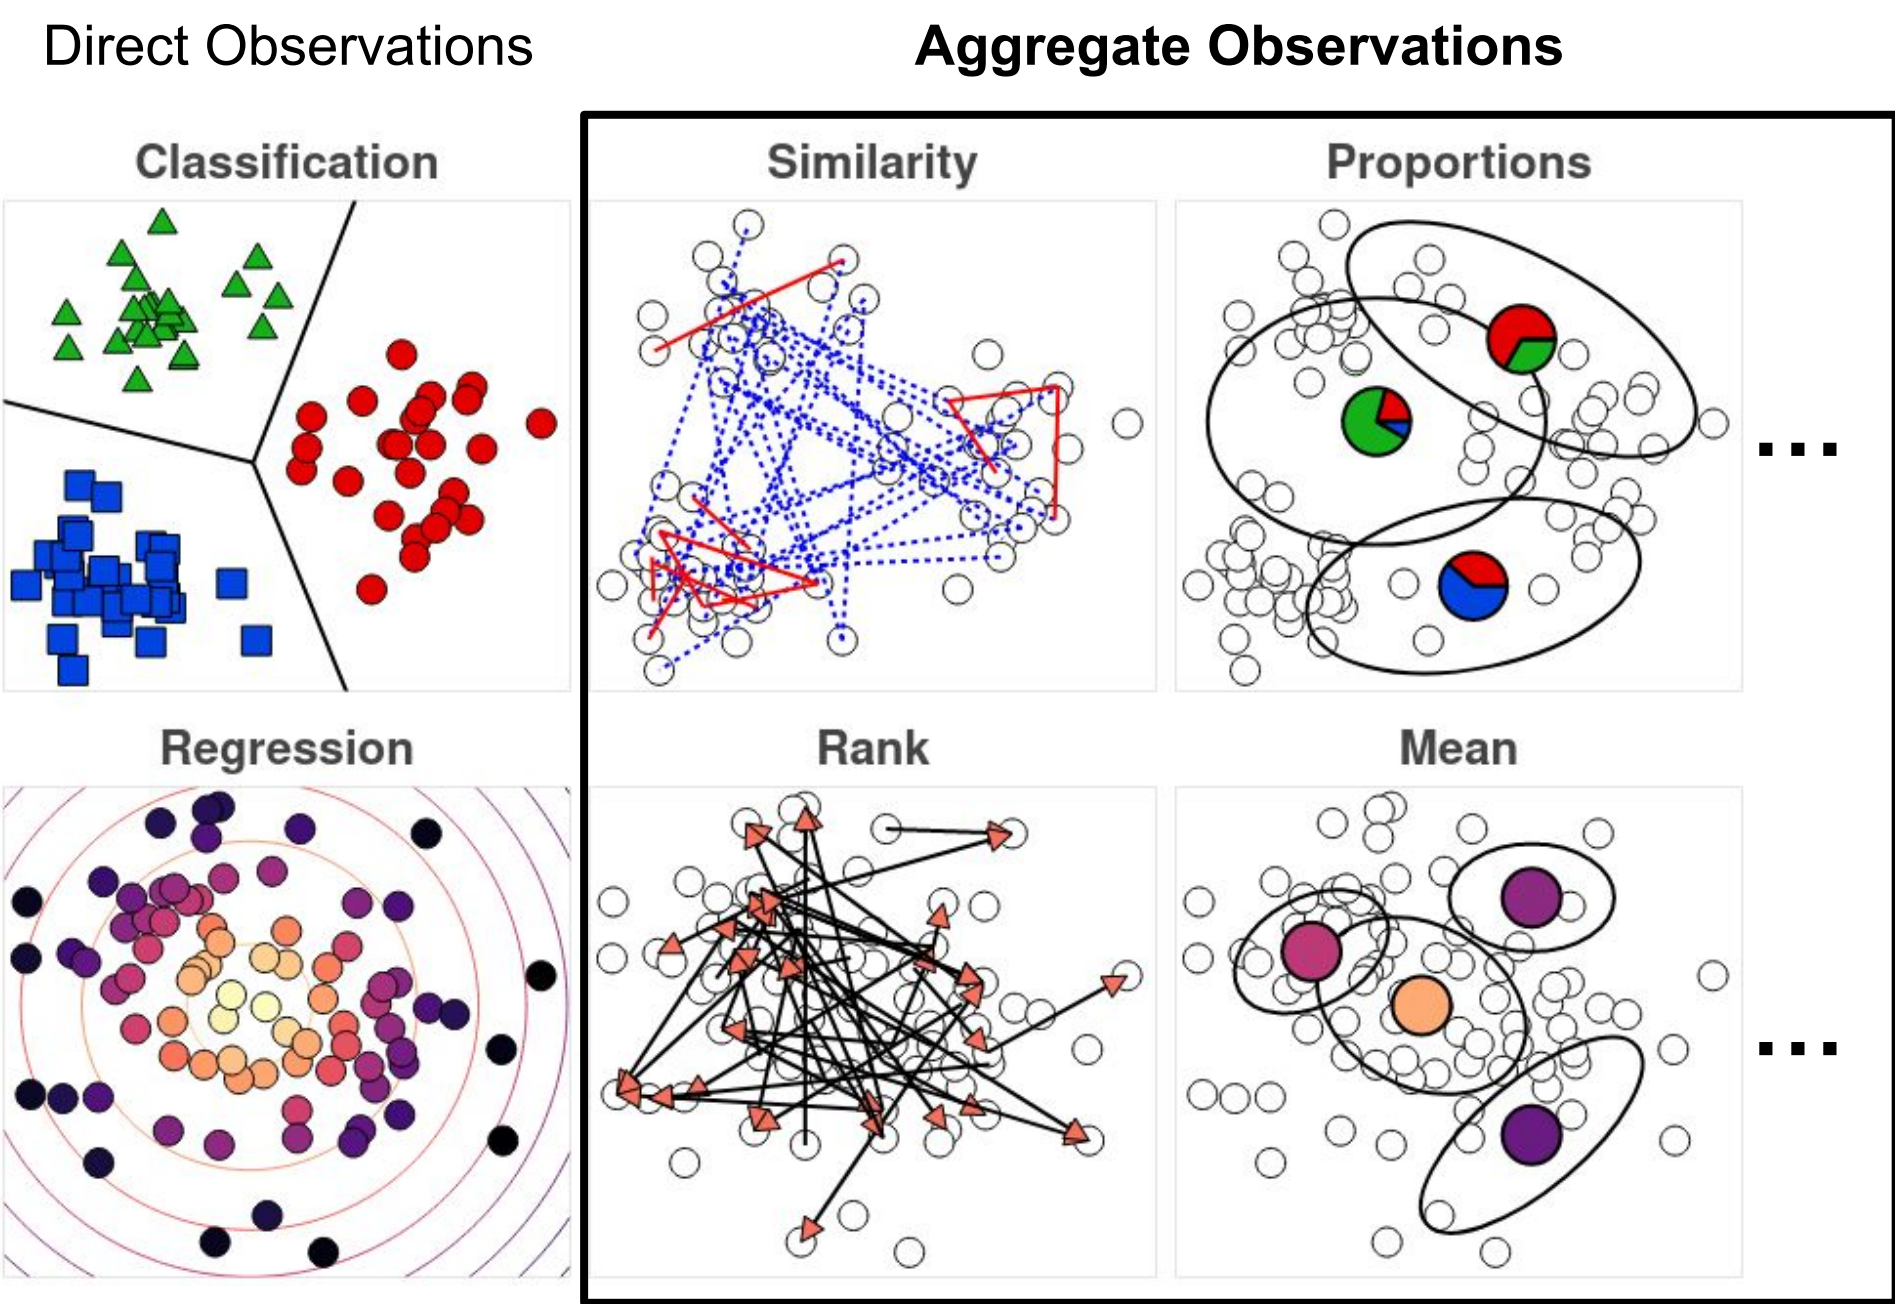 Direct Observations
Aggregate Observations
Classification
Similarity
Proportions
...
Regression
Rank
Mean
...